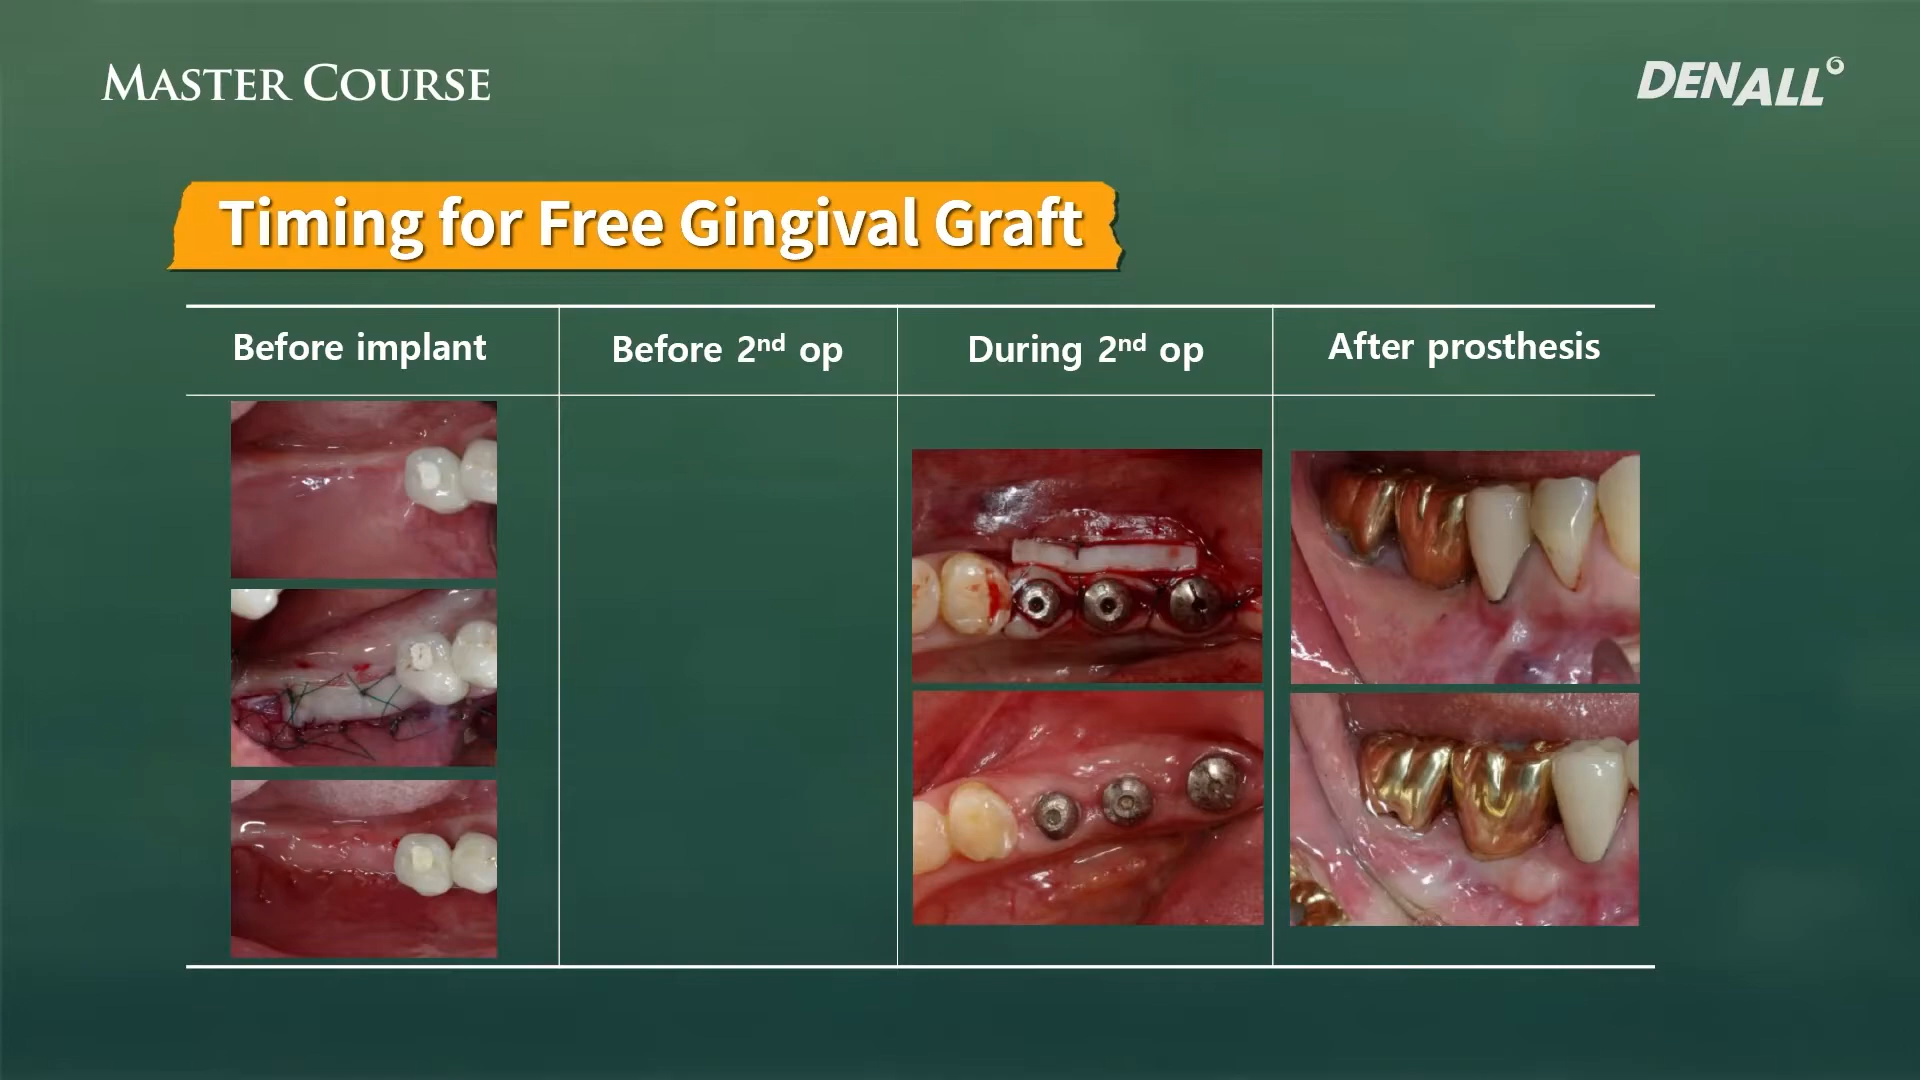 MASTER COURSE
DENALL
Timing for Free Gingival Graft
Before implant
Before 2nd op
During 2nd op
After prosthesis